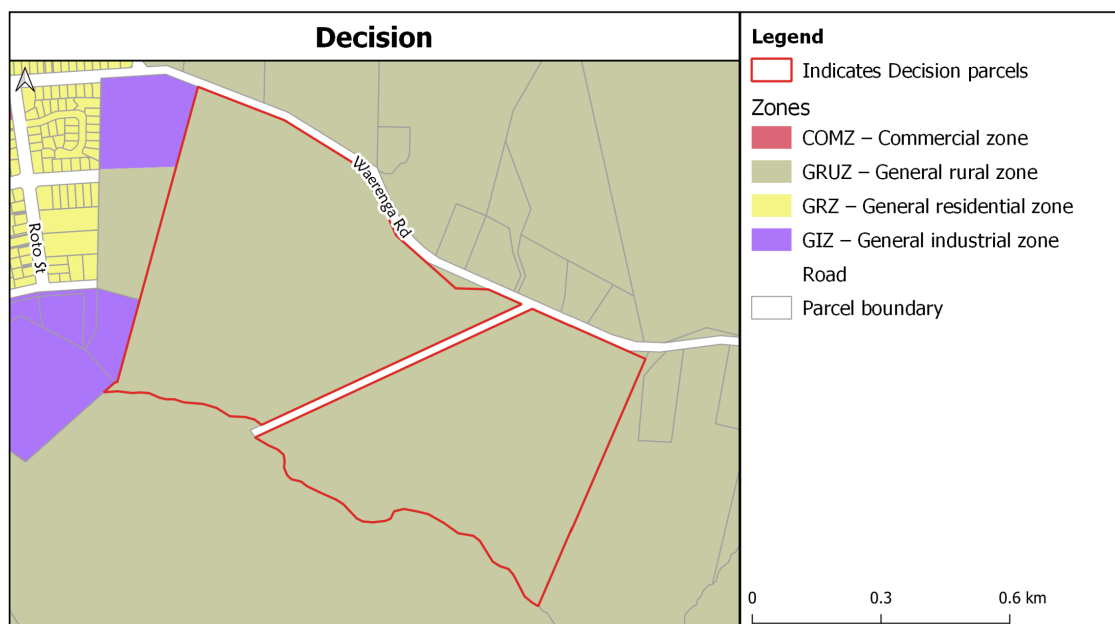 Decision
Waerenga Rd
Roto St
Legend
Indicates Decision parcels
Zones
COMZ – Commercial zone
GRUZ – General rural zone
GRZ – General residential zone
GIZ – General industrial zone
Road
Parcel boundary
0 0.3 0.6 km